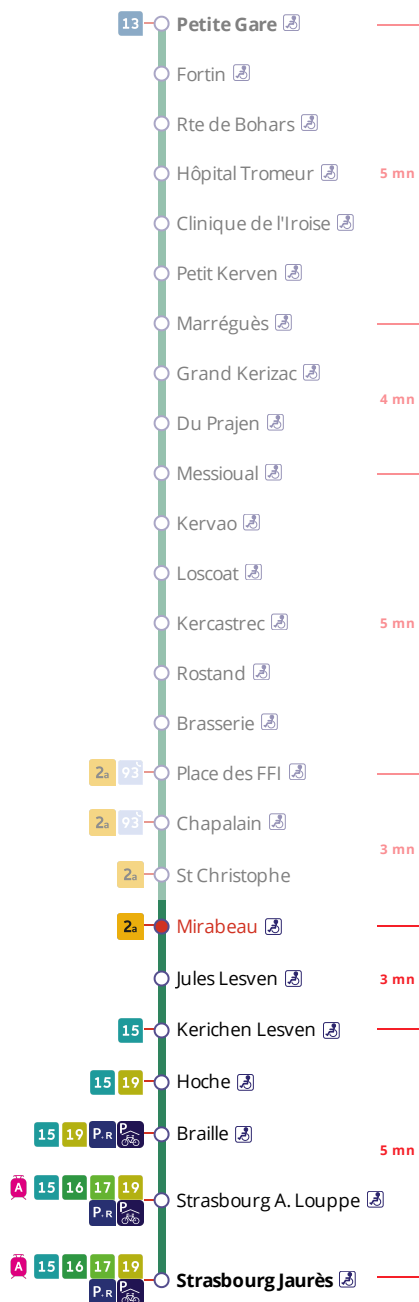 13 Petite Gare
Fortin
Rte de Bohars
Hôpital Tromeur 5 mn
Clinique de l'Iroise
Petit Kerven
Marréguès
Grand Kerizac
4 mn
Du Prajen
Messioual
Kervao
Loscoat
Kercastrec 5 mn
Rostand
Brasserie
2a 93 Place des FFI
2a 93 Chapalain
3 mn
2a St Christophe
2a Mirabeau
Jules Lesven 3 mn
15 Kerichen Lesven
15 19 Hoche
15 19 P+R P Braille
5 mn
A 15 16 17 19
Strasbourg A. Louppe
P+R P
A 15 16 17 19
Strasbourg Jaurès
P+R P